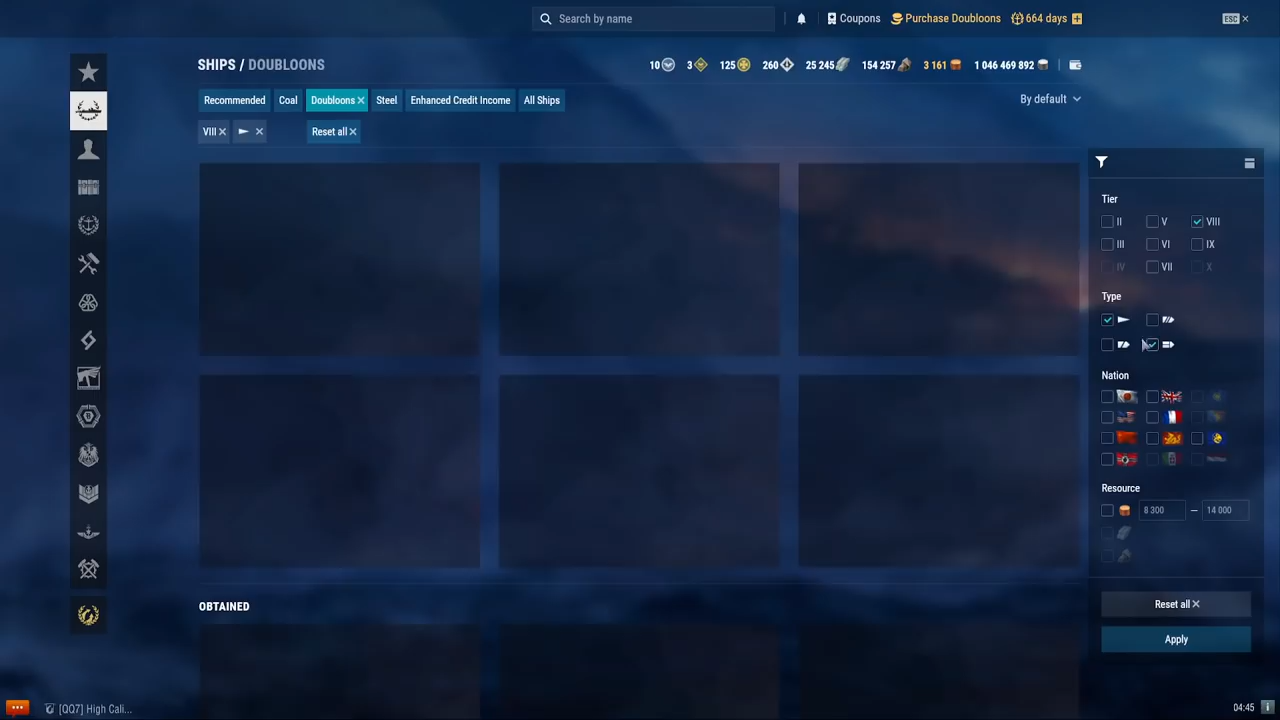 Search by name
Coupons
Purchase Doubloons
664 days
ESC ×
SHIPS / DOUBLOONS
10
3
125
260
25 245
154 257
3 161
1 046 469 892
Recommended
Coal
Doubloons ×
Steel
Enhanced Credit Income
All Ships
By default
VIII ×
×
Reset all ×
Tier
II
V
VIII
III
VI
IX
IV
VII
X
Type
Nation
Resource
8 300 – 14 000
OBTAINED
Reset all ×
Apply
[QQ7] High Cali...
04:45